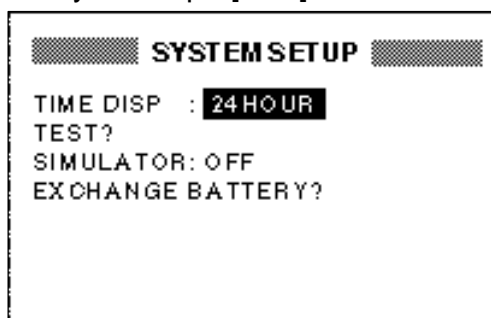 SYSTEM SETUP
TIME DISP : 24HOUR
TEST?
SIMULATOR: OFF
EXCHANGE BATTERY?